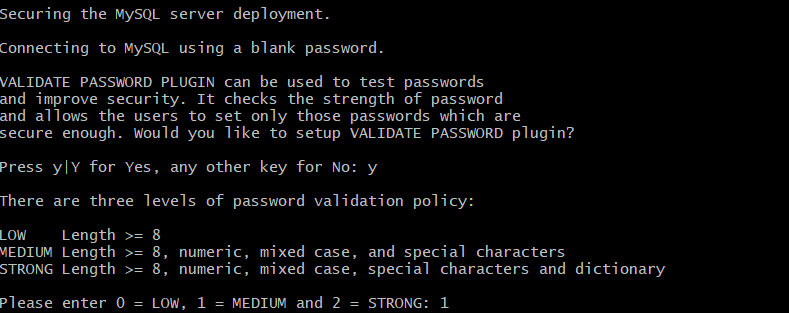 Securing the MySQL server deployment.
Connecting to MySQL using a blank password.
VALIDATE PASSWORD PLUGIN can be used to test passwords
and improve security. It checks the strength of password
and allows the users to set only those passwords which are
secure enough. Would you like to setup VALIDATE PASSWORD plugin?
Press y|Y for Yes, any other key for No: y
There are three levels of password validation policy:
LOW    Length >= 8
MEDIUM Length >= 8, numeric, mixed case, and special characters
STRONG Length >= 8, numeric, mixed case, special characters and dictionary
Please enter 0 = LOW, 1 = MEDIUM and 2 = STRONG: 1